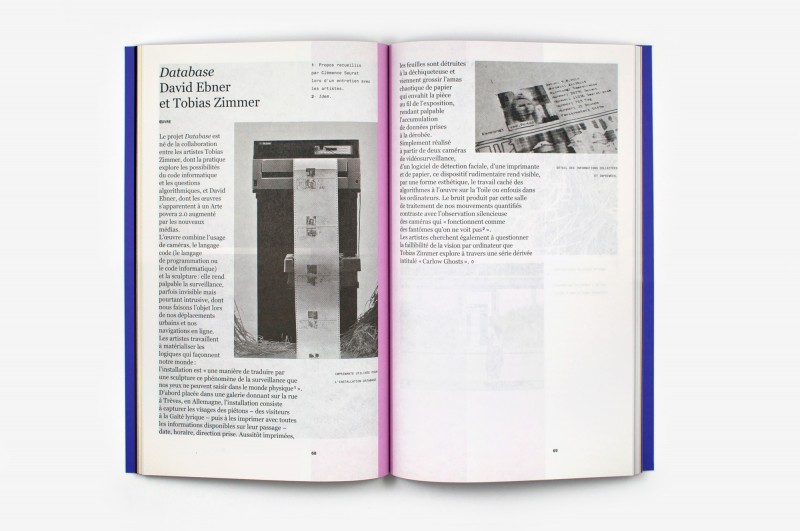 Database
David Ebner
et Tobias Zimmer
1- Propos recueillis
par Clémence Seurat
lors d'un entretien avec
les artistes.
2- Idem.
Le projet Database est
né de la collaboration
entre les artistes Tobias
Zimmer, dont la pratique
explore les possibilités
du code informatique
et les questions
algorithmiques, et David
Ebner, dont les œuvres
s'apparentent à un Arte
povera 2.0 augmenté
par les nouveaux
médias.
L'œuvre combine l'usage
de caméras, le langage
code (le langage
de programmation ou
le code informatique)
et la sculpture : elle rend
palpable la surveillance,
parfois invisible mais
pourtant intrusive, dont
nous faisons l'objet lors
de nos déplacements
urbains et nos
navigations en ligne.
Les artistes travaillent
à matérialiser les
logiques qui façonnent
notre monde :
l'installation est « une manière de traduire par
une sculpture ce phénomène de la surveillance que
nos yeux ne peuvent saisir dans le monde physique¹ ».
D'abord placée dans une galerie donnant sur la rue
à Trèves, en Allemagne, l'installation consiste
à capturer les visages des piétons – des visiteurs
à la Gaîté lyrique – puis à les imprimer avec toutes
les informations disponibles sur leur passage –
date, horaire, direction prise. Aussitôt imprimées,
IMPRIMANTE UTILISÉE POUR
L'INSTALLATION DATABASE
88
les feuilles sont détruites
à la déchiqueteuse et
viennent grossir l'amas
chaotique de papier
qui envahit la pièce
au fil de l'exposition,
rendant palpable
l'accumulation
de données prises
à la dérobée.
Simplement réalisé
à partir de deux caméras
de vidéosurveillance,
d'un logiciel de détection faciale, d'une imprimante
et de papier, ce dispositif rudimentaire rend visible,
par une forme esthétique, le travail caché des
algorithmes à l'œuvre sur la Toile ou enfouis dans
les ordinateurs. Le bruit produit par cette salle
de traitement de nos mouvements quantifiés
contraste avec l'observation silencieuse
des caméras qui « fonctionnent comme
des fantômes qu'on ne voit pas² ».
Les artistes cherchent également à questionner
la faillibilité de la vision par ordinateur que
Tobias Zimmer explore à travers une série dérivée
intitulé « Carlow Ghosts ».
DÉTAIL DES INFORMATIONS COLLECTÉES
ET IMPRIMÉES.
89